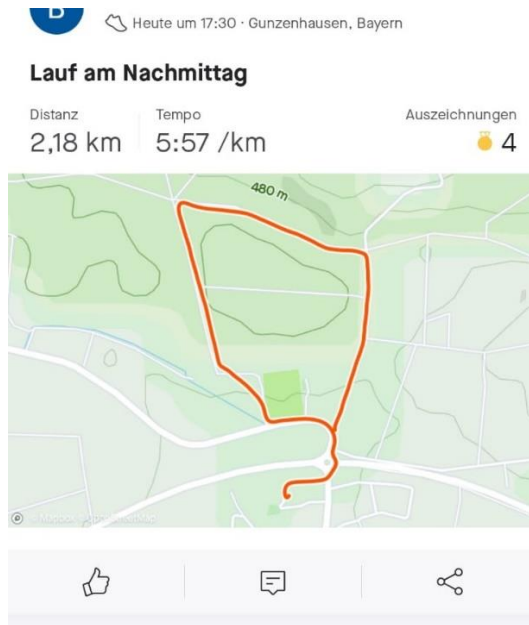 B
Heute um 17:30 · Gunzenhausen, Bayern
Lauf am Nachmittag
Distanz
2,18 km
Tempo
5:57 /km
Auszeichnungen
4
480 m